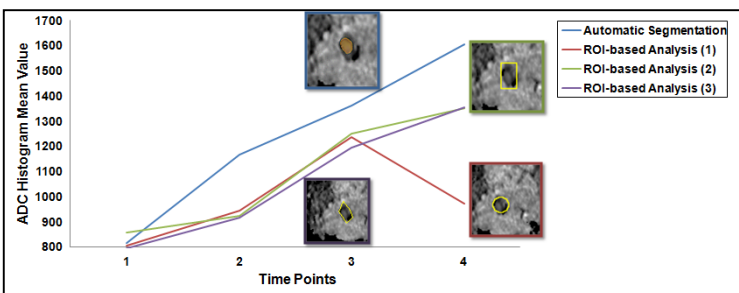 1700
1600
1500
1400
1300
1200
1100
1000
900
800
ADC Histogram Mean Value
1
2
3
4
Time Points
Automatic Segmentation
ROI-based Analysis (1)
ROI-based Analysis (2)
ROI-based Analysis (3)